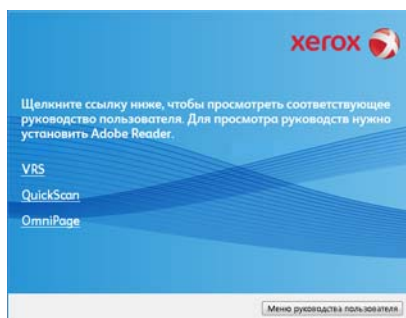 xerox
Щелкните ссылку ниже, чтобы просмотреть соответствующее
руководство пользователя. Для просмотра руководств нужно
установить Adobe Reader.
VRS
QuickScan
OmniPage
Меню руководства пользователя